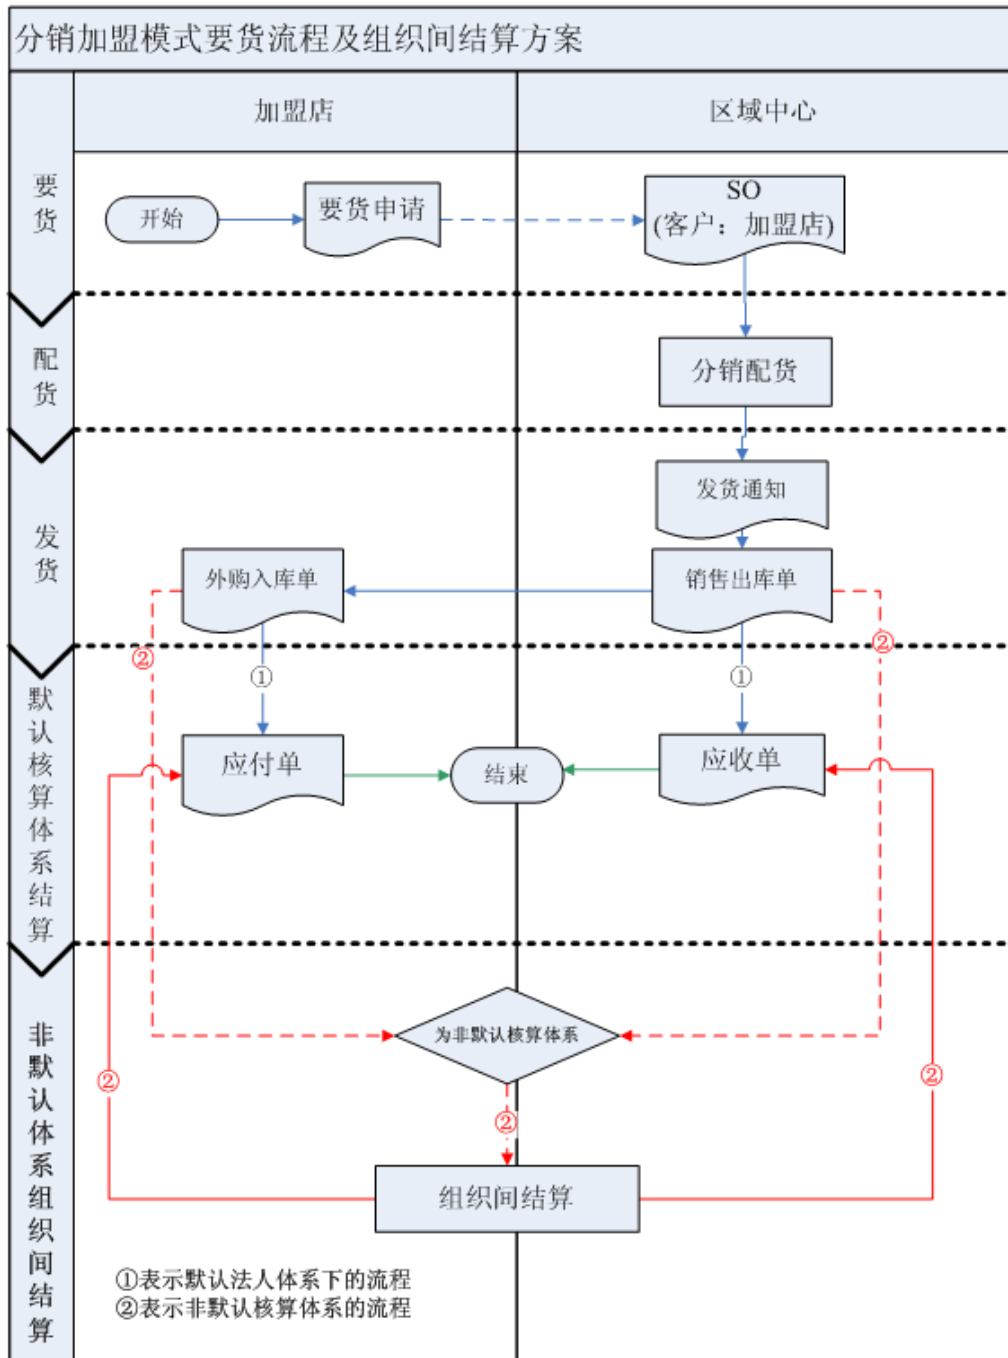 分销加盟模式要货流程及组织间结算方案
加盟店
区域中心
要货
开始
要货申请
SO
(客户：加盟店)
配货
分销配货
发货
发货通知
外购入库单
销售出库单
②
②
默认核算体系结算
①
①
应付单
结束
应收单
非默认体系组织间结算
为非默认核算体系
②
②
②
组织间结算
①表示默认法人体系下的流程
②表示非默认核算体系的流程